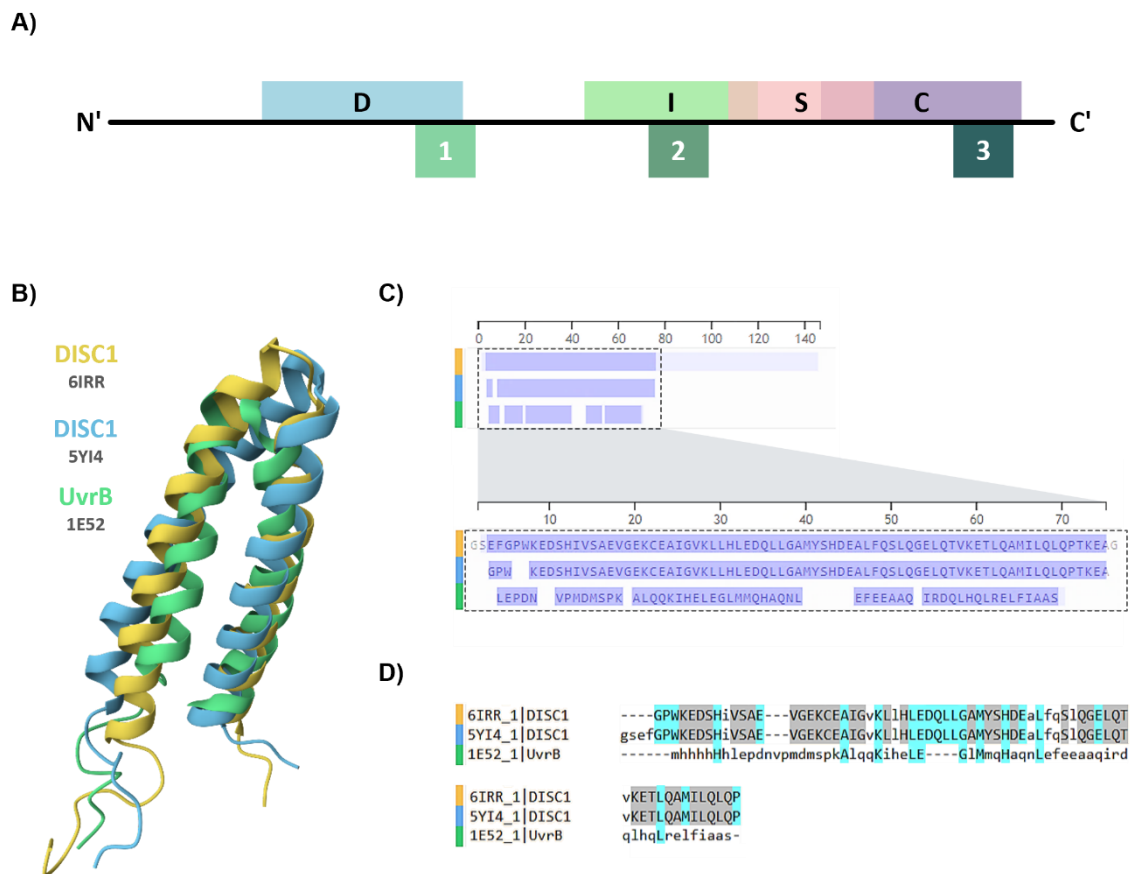 A)
N' D I S C C'
1 2 3
B)
DISC1
6IRR
DISC1
5YI4
UvrB
1E52
C)
0 20 40 60 80 100 120 140
10 20 30 40 50 60 70
GSEFGPWKEDSHIVSAEVGEKCEAIGVKLLHLEDQLLGAMYSHDEALFQSLQGELQTVKETLQAMILQLQPTKEAG
GPW KEDSHIVSAEVGEKCEAIGVKLLHLEDQLLGAMYSHDEALFQSLQGELQTVKETLQAMILQLQPTKEA
LEPDN VPMDMSPK ALQQKIHELEGLMMQHAQNL EFEEAAQ IRDQLHQLRELFIAAS
D)
6IRR_1|DISC1 ----GPWKEDSHiVSAE---VGEKCEAIGvKLlHLEDQLLGAMYSHDEaLfqSlQGELQT
5YI4_1|DISC1 gsefGPWKEDSHiVSAE---VGEKCEAIGvKLlHLEDQLLGAMYSHDEaLfqSlQGELQT
1E52_1|UvrB ------mhhhhHhlepdnvpmdmspkAlqqKiheLE----GlMmqHaqnLefeeaaqird
6IRR_1|DISC1 vKETLQAMILQLQP
5YI4_1|DISC1 vKETLQAMILQLQP
1E52_1|UvrB qlhqLrelfiaas-